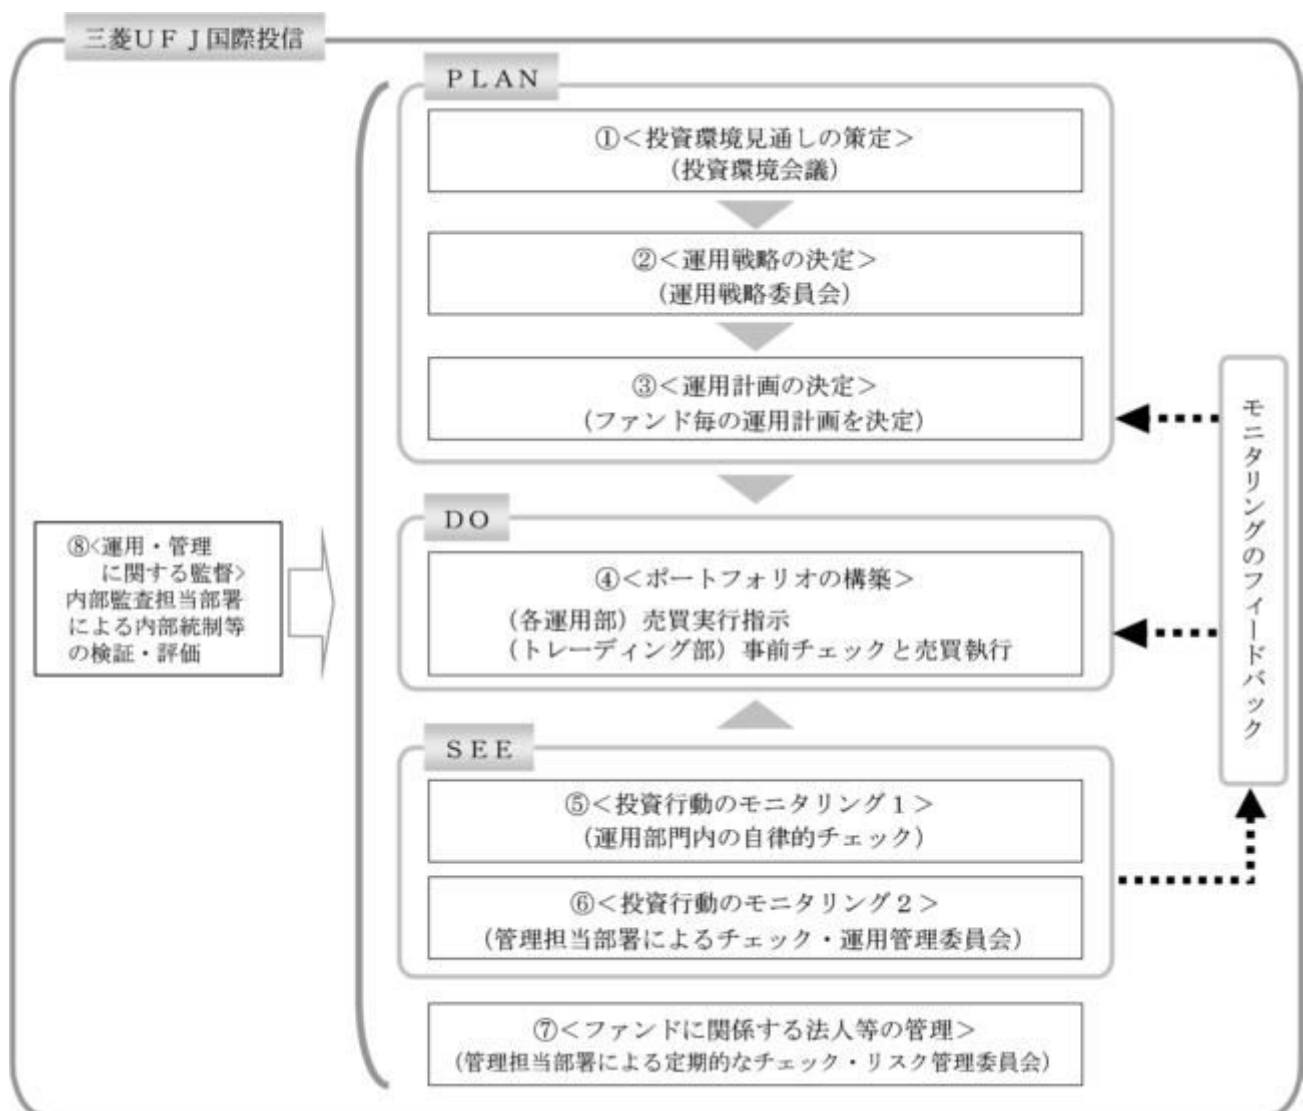 三菱ＵＦＪ国際投信
ＰＬＡＮ
①＜投資環境見通しの策定＞
（投資環境会議）
②＜運用戦略の決定＞
（運用戦略委員会）
③＜運用計画の決定＞
（ファンド毎の運用計画を決定）
ＤＯ
④＜ポートフォリオの構築＞
（各運用部）売買実行指示
（トレーディング部）事前チェックと売買執行
ＳＥＥ
⑤＜投資行動のモニタリング１＞
（運用部門内の自律的チェック）
⑥＜投資行動のモニタリング２＞
（管理担当部署によるチェック・運用管理委員会）
⑦＜ファンドに関係する法人等の管理＞
（管理担当部署による定期的なチェック・リスク管理委員会）
⑧<運用・管理
に関する監督>
内部監査担当部署
による内部統制等
の検証・評価
モニタリングのフィードバック